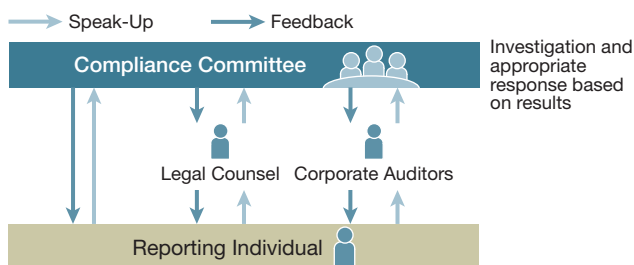 Speak-Up Feedback
Compliance Committee
Investigation and
appropriate
response based
on results
Legal Counsel Corporate Auditors
Reporting Individual